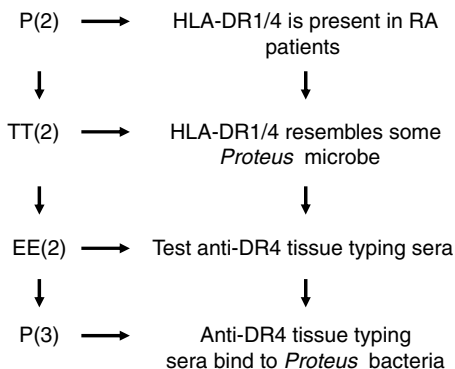 P(2) HLA-DR1/4 is present in RA
patients
TT(2) HLA-DR1/4 resembles some
Proteus microbe
EE(2) Test anti-DR4 tissue typing sera
P(3) Anti-DR4 tissue typing
sera bind to Proteus bacteria